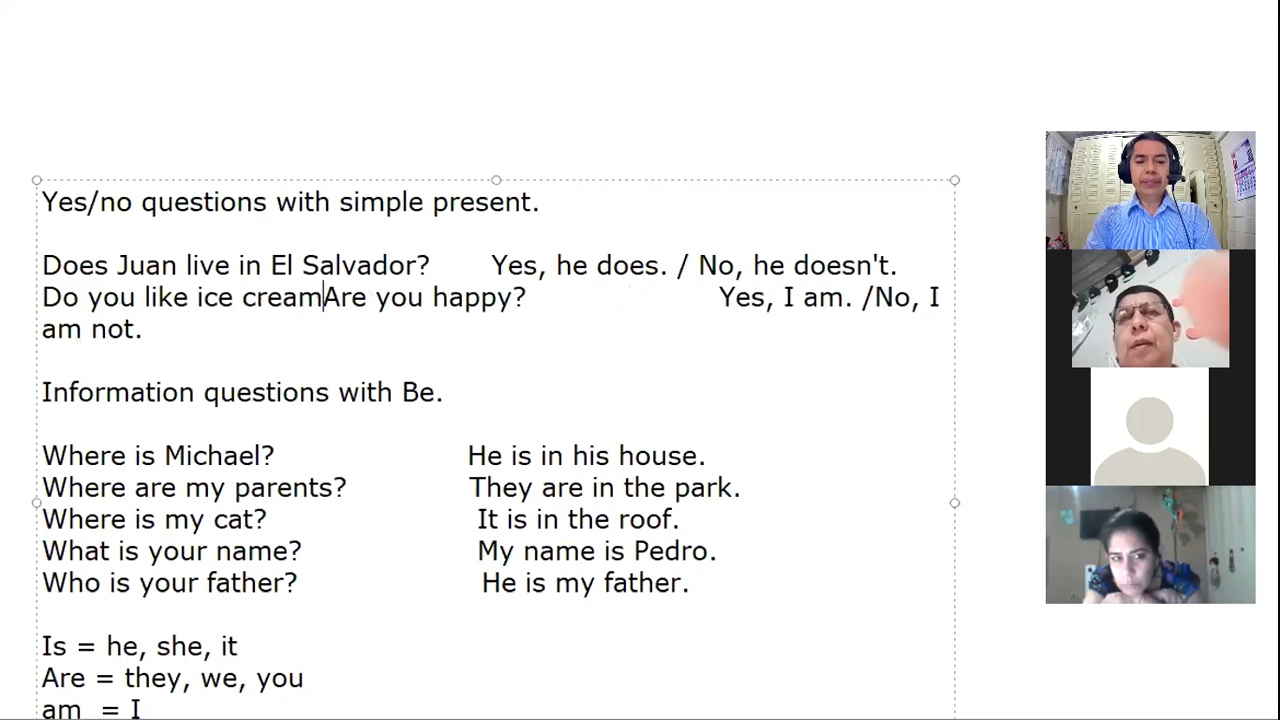 Yes/no questions with simple present.
Does Juan live in El Salvador? Yes, he does. / No, he doesn't.
Do you like ice creamAre you happy? Yes, I am. /No, I
am not.
Information questions with Be.
Where is Michael? He is in his house.
Where are my parents? They are in the park.
Where is my cat? It is in the roof.
What is your name? My name is Pedro.
Who is your father? He is my father.
Is = he, she, it
Are = they, we, you
am = I